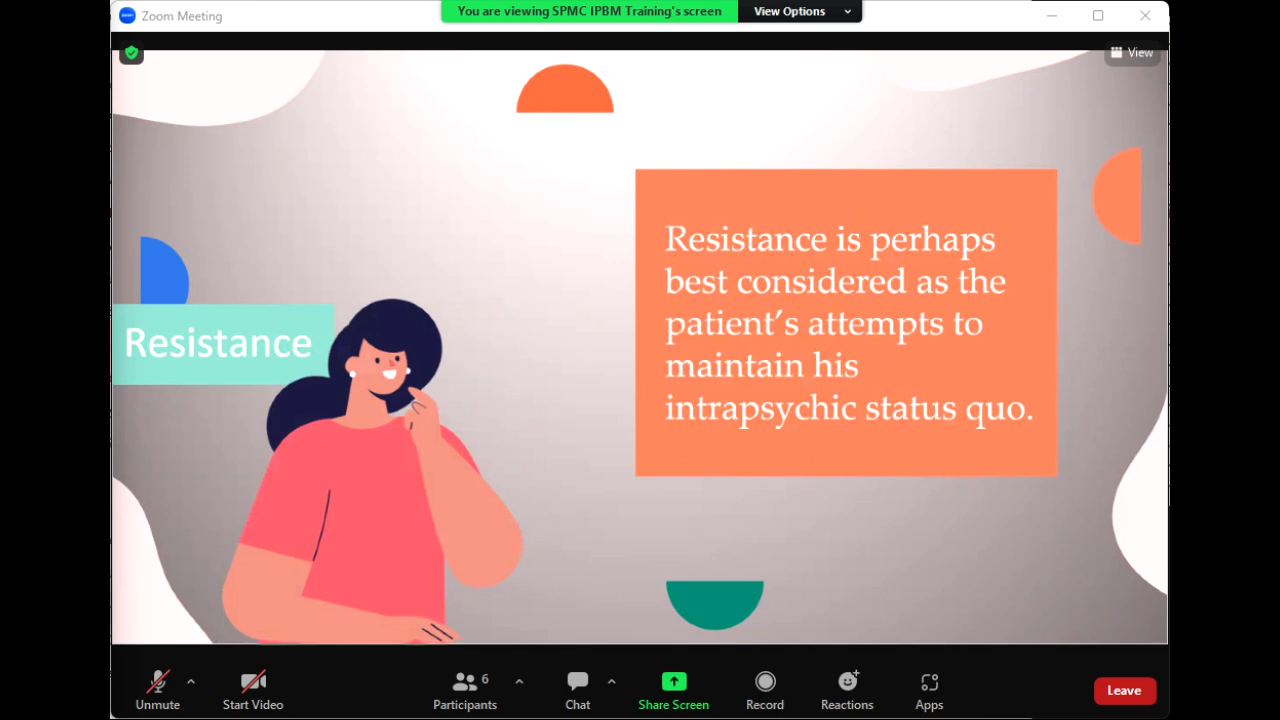 Zoom Meeting
You are viewing SPMC IPBM Training's screen
View Options
View
Resistance
Resistance is perhaps
best considered as the
patient’s attempts to
maintain his
intrapsychic status quo.
Unmute
Start Video
6
Participants
Chat
Share Screen
Record
Reactions
Apps
Leave